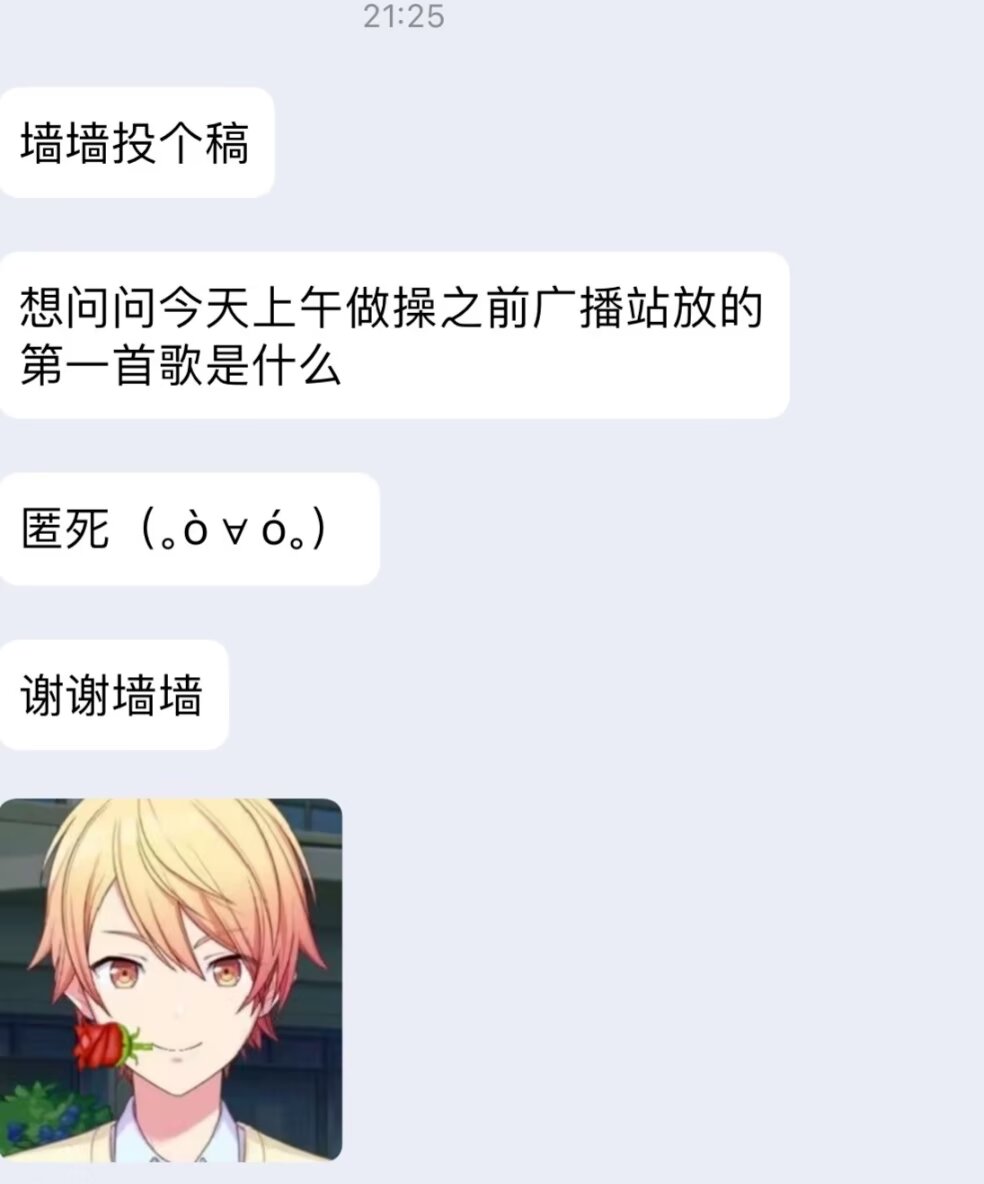 21:25
墙墙投个稿
想问问今天上午做操之前广播站放的
第一首歌是什么
匿死（｡ò ∀ ó｡）
谢谢墙墙